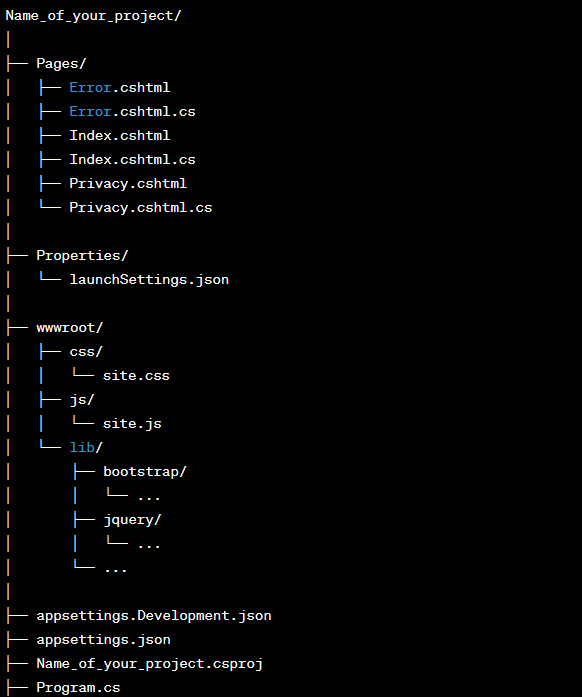 Name_of_your_project/
│
├── Pages/
│   ├── Error.cshtml
│   ├── Error.cshtml.cs
│   ├── Index.cshtml
│   ├── Index.cshtml.cs
│   ├── Privacy.cshtml
│   └── Privacy.cshtml.cs
│
├── Properties/
│   └── launchSettings.json
│
├── wwwroot/
│   ├── css/
│   │   └── site.css
│   ├── js/
│   │   └── site.js
│   └── lib/
│       ├── bootstrap/
│       │   └── ...
│       ├── jquery/
│       │   └── ...
│       └── ...
│
├── appsettings.Development.json
├── appsettings.json
├── Name_of_your_project.csproj
├── Program.cs